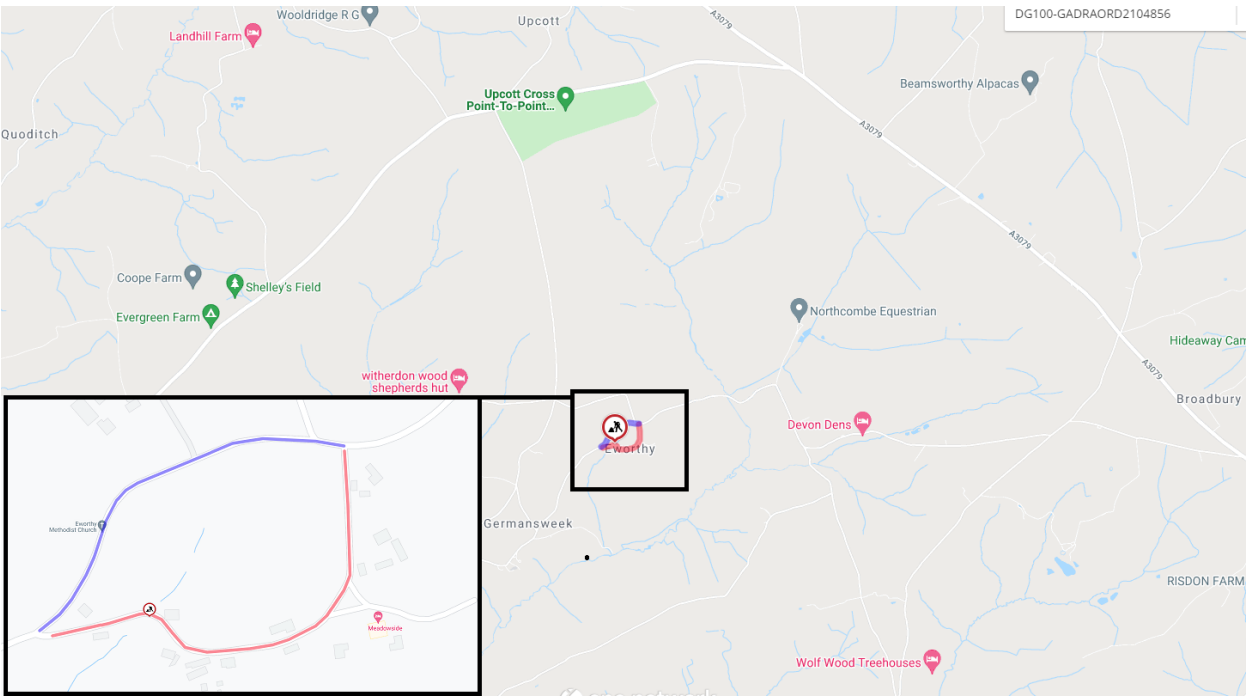 DG100-GADRAORD2104856
Wooldridge R G
Upcott
A3079
Landhill Farm
Upcott Cross
Point-To-Point...
Beamsworthy Alpacas
Quoditch
A3079
A3079
Coope Farm
Shelley's Field
Evergreen Farm
Northcombe Equestrian
Hideaway Cam
witherdon wood
shepherds hut
A3079
Broadbury
Devon Dens
Eworthy
Eworthy
Methodist Church
Germansweek
RISDON FARM
Meadowside
Wolf Wood Treehouses